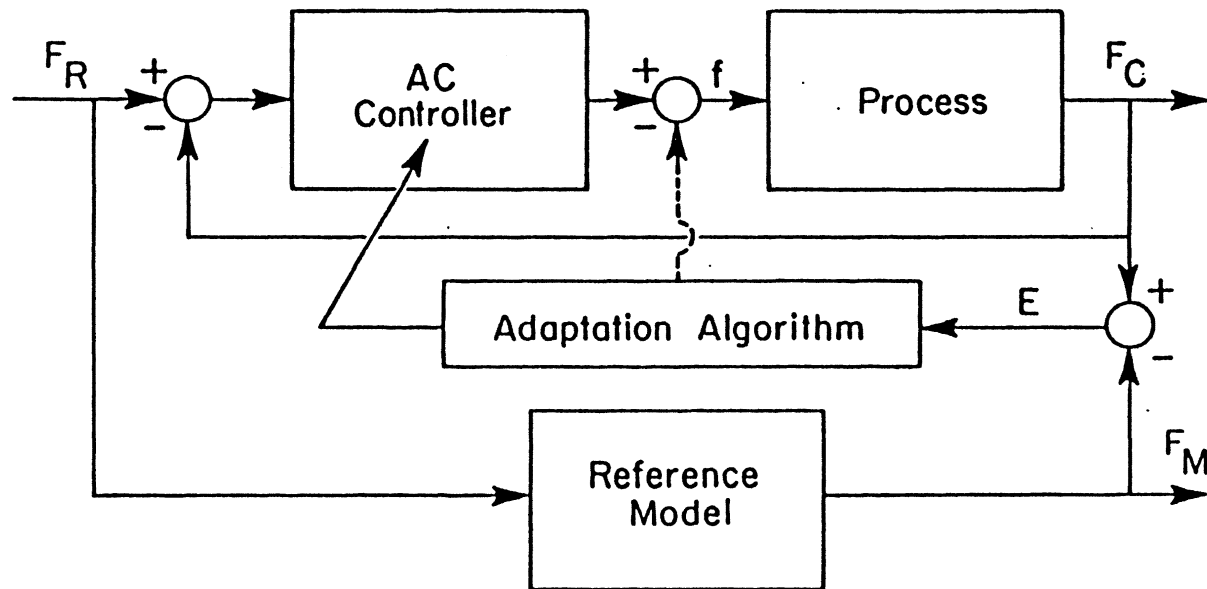 F_R
+
-
AC
Controller
+
-
f
Process
F_C
Adaptation Algorithm
E
+
-
Reference
Model
F_M